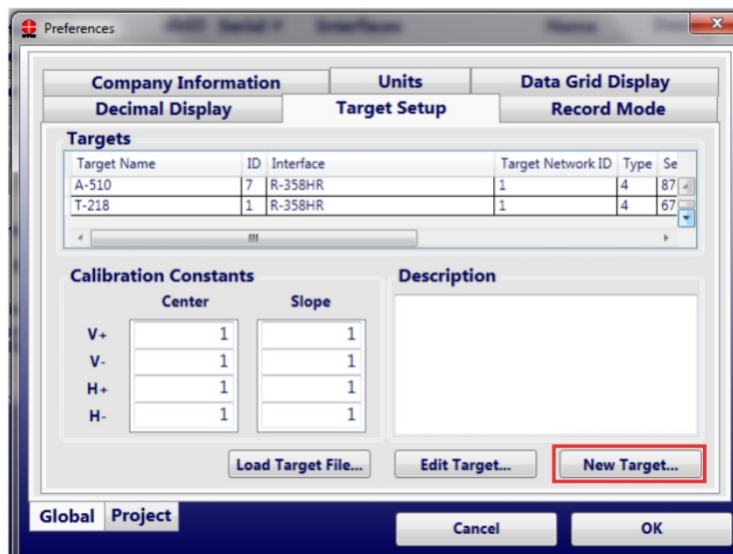 Preferences
Company Information Units Data Grid Display
Decimal Display Target Setup Record Mode
Targets
Target Name ID Interface Target Network ID Type Se
A-510 7 R-358HR 1 4 87
T-218 1 R-358HR 1 4 67
Calibration Constants Description
Center Slope
V+ 1 1
V- 1 1
H+ 1 1
H- 1 1
Load Target File... Edit Target... New Target...
Global Project
Cancel OK